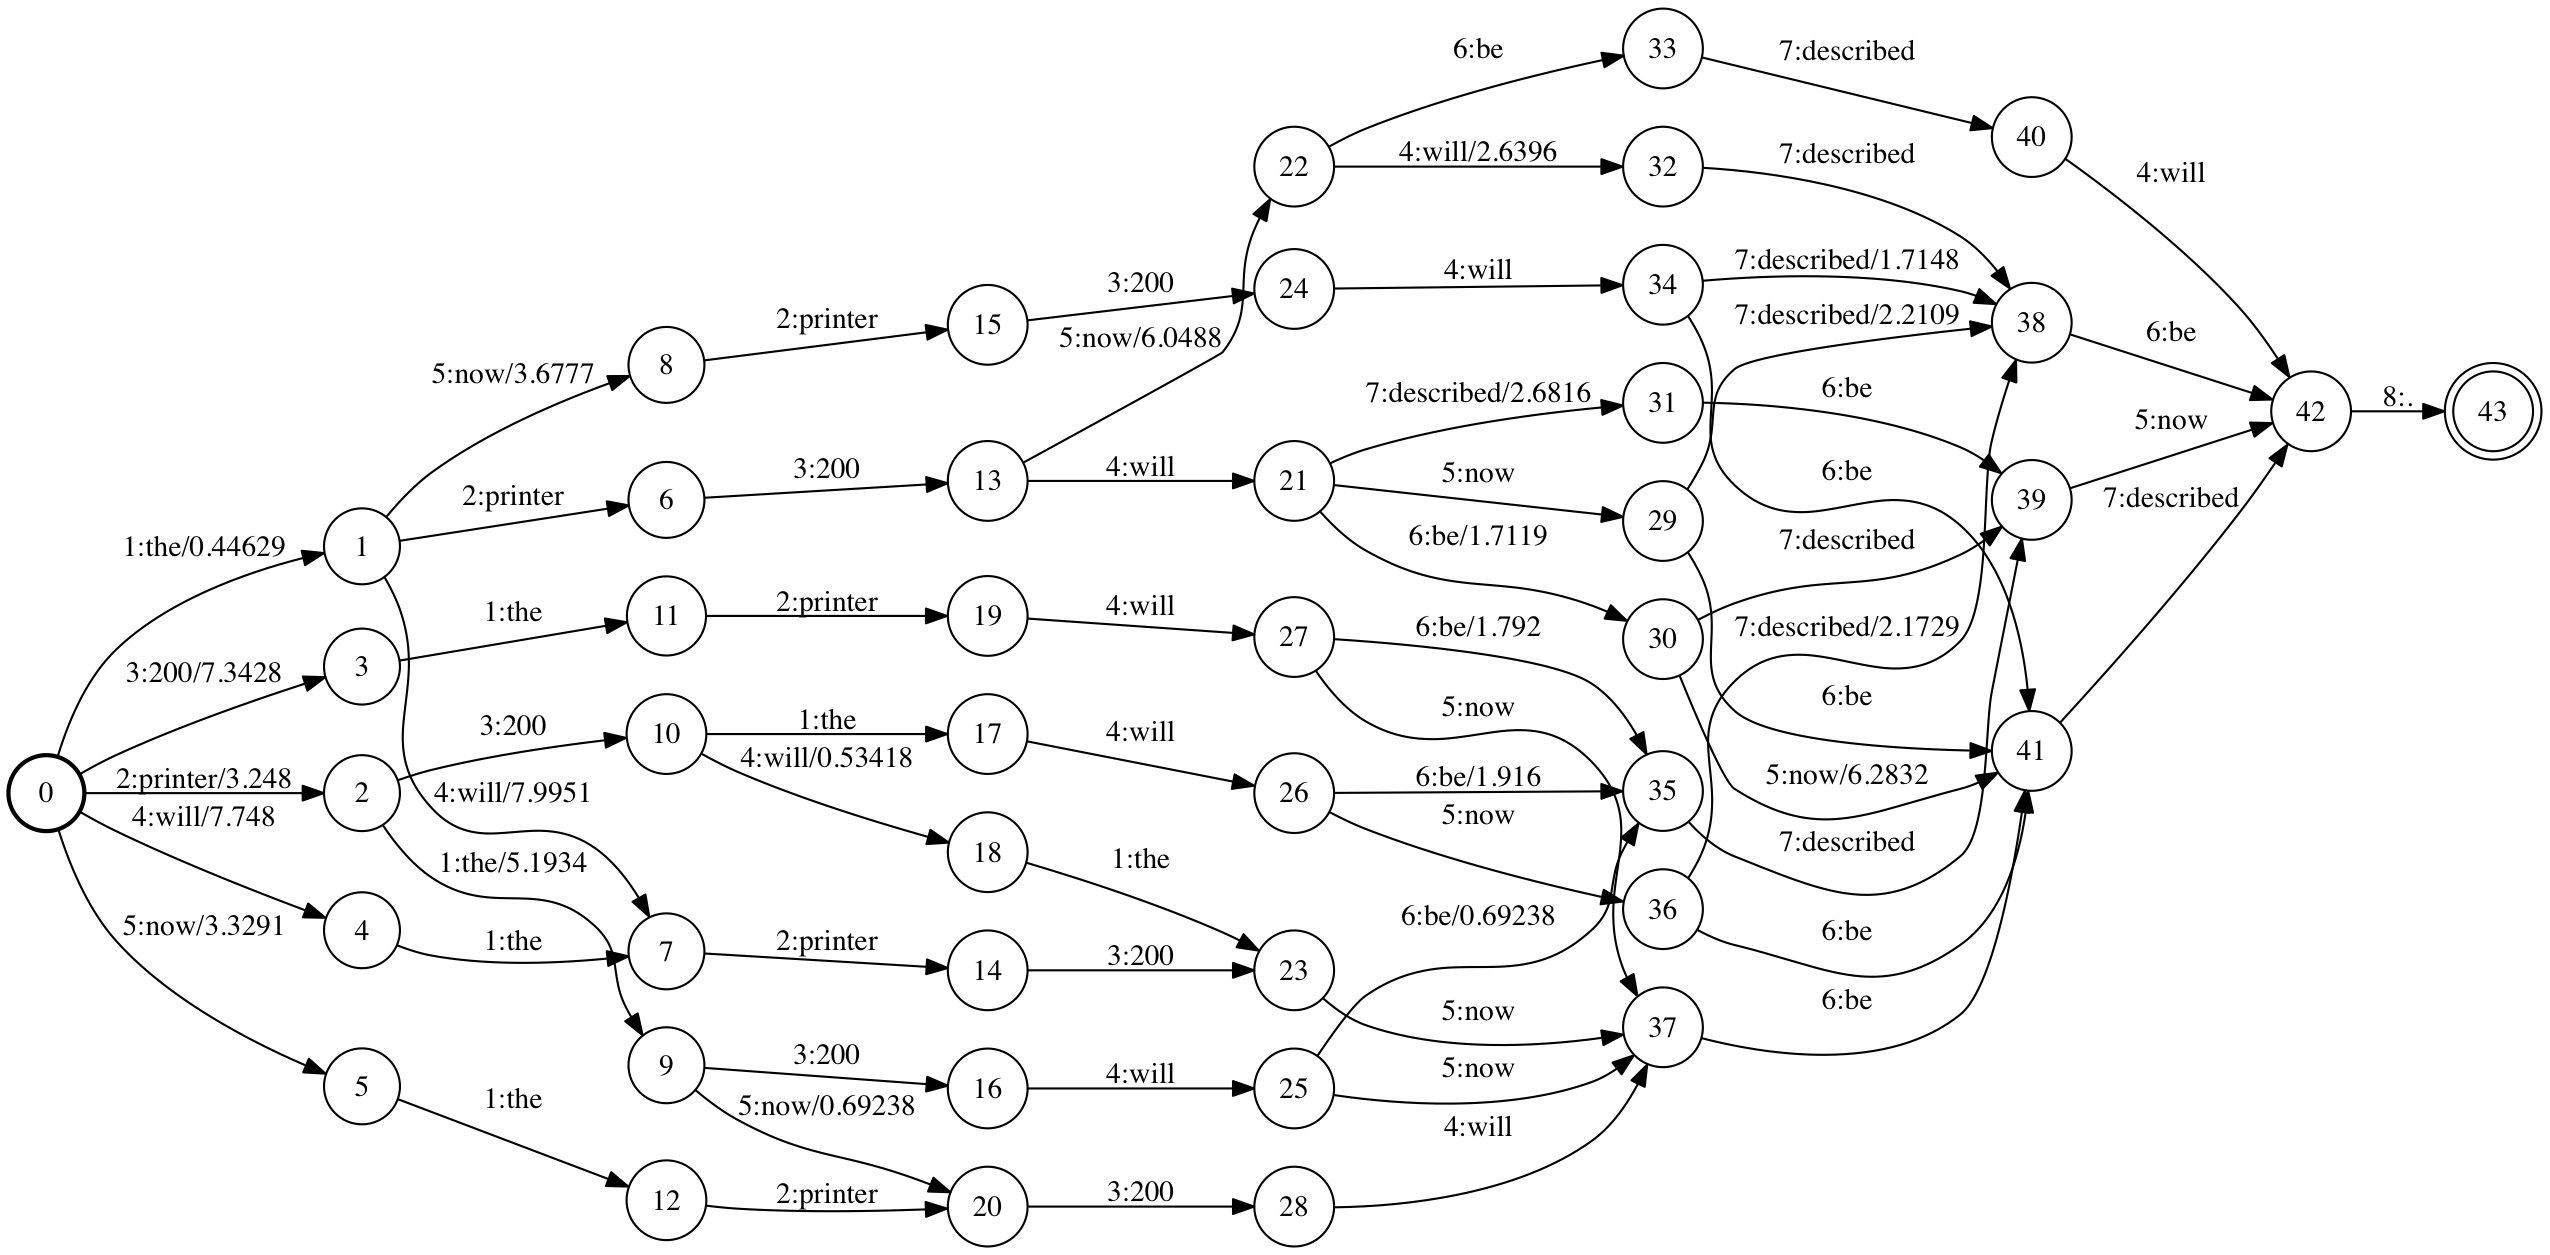 6:be
33
7:described
40
4:will
22
4:will/2.6396
32
7:described
5:now/3.6777
8
2:printer
15
3:200
24
4:will
34
7:described/1.7148
5:now/6.0488
7:described/2.2109
38
6:be
1:the/0.44629
1
2:printer
6
3:200
13
4:will
21
7:described/2.6816
31
6:be
5:now
29
6:be
6:be/1.7119
30
7:described
39
5:now
42
8:.
43
7:described
3:200/7.3428
3
1:the
11
2:printer
19
4:will
27
6:be/1.792
5:now
7:described/2.1729
6:be
5:now/6.2832
41
0
2:printer/3.248
2
3:200
10
1:the
17
4:will
26
6:be/1.916
35
7:described
4:will/0.53418
18
1:the
5:now
36
6:be
4:will/7.748
4
1:the
4:will/7.9951
1:the/5.1934
7
2:printer
14
3:200
23
5:now
6:be/0.69238
37
6:be
5:now/3.3291
5
1:the
9
3:200
16
4:will
25
5:now
5:now/0.69238
12
2:printer
20
3:200
28
4:will